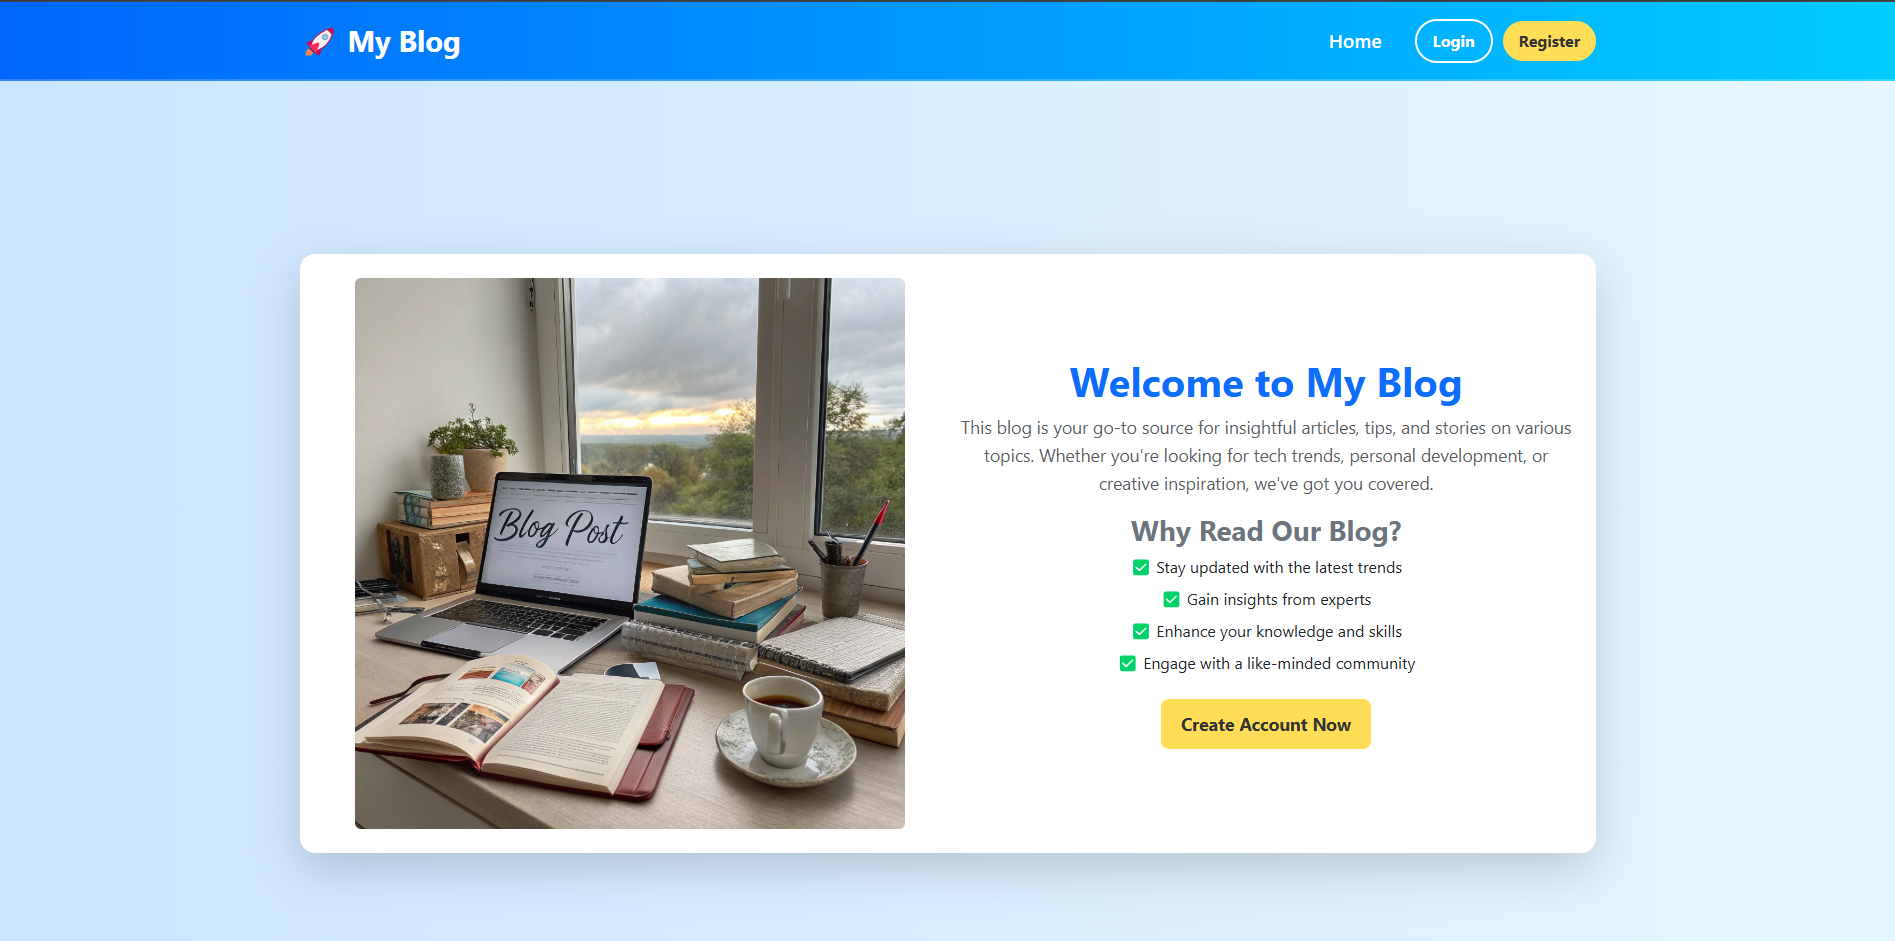 🚀 My Blog
Home
Login
Register
Blog Post
Welcome to My Blog
This blog is your go-to source for insightful articles, tips, and stories on various
topics. Whether you're looking for tech trends, personal development, or
creative inspiration, we've got you covered.
Why Read Our Blog?
✅ Stay updated with the latest trends
✅ Gain insights from experts
✅ Enhance your knowledge and skills
✅ Engage with a like-minded community
Create Account Now